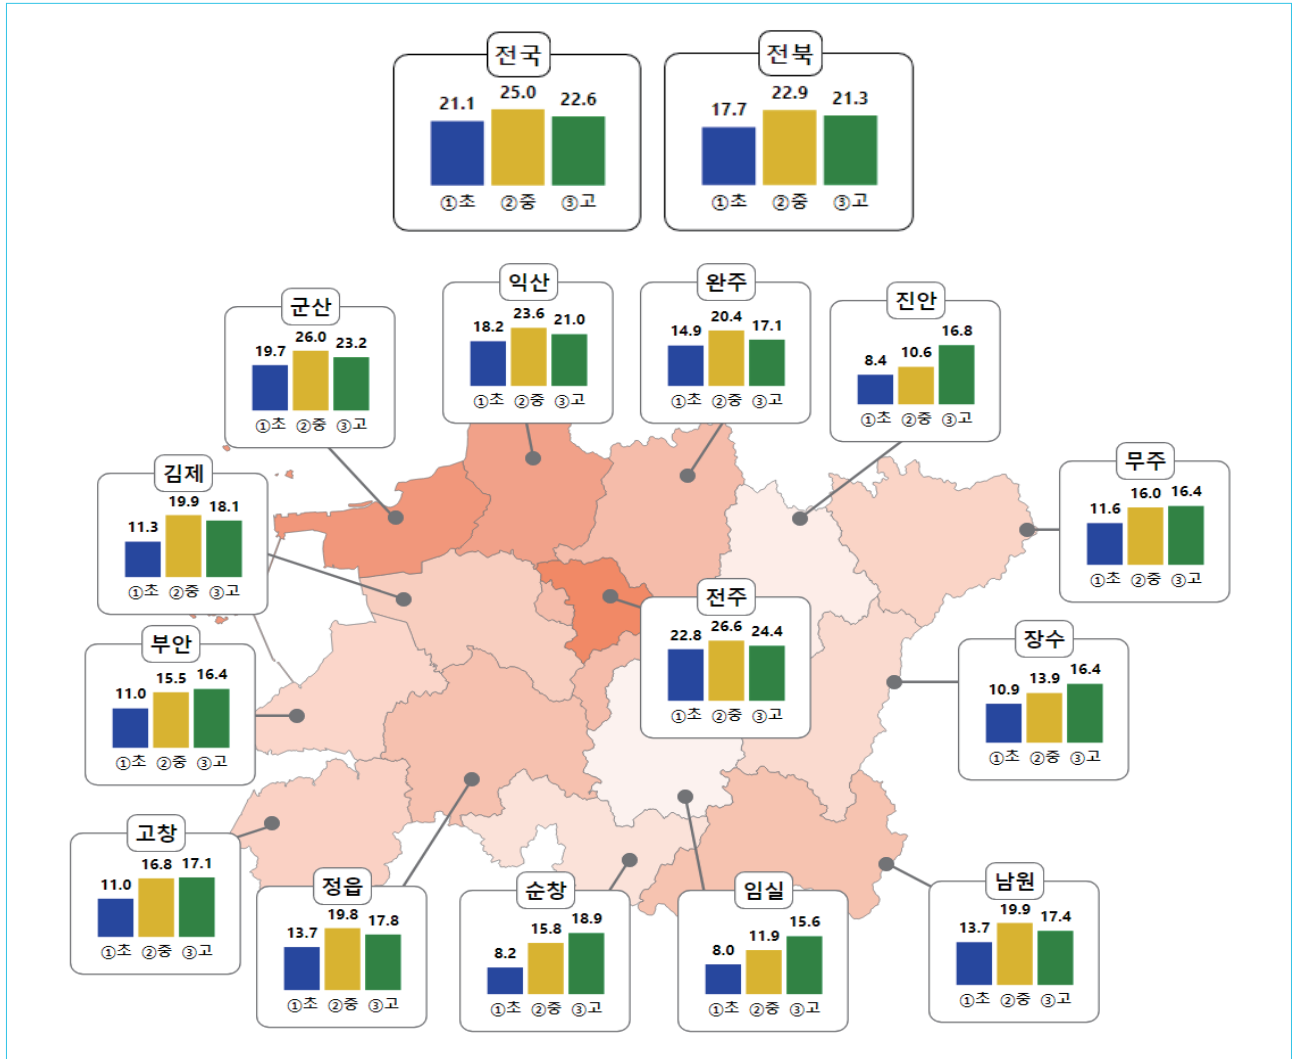 전국
21.1 25.0 22.6
①초 ②중 ③고
전북
17.7 22.9 21.3
①초 ②중 ③고
군산
19.7 26.0 23.2
①초 ②중 ③고
익산
18.2 23.6 21.0
①초 ②중 ③고
완주
14.9 20.4 17.1
①초 ②중 ③고
진안
8.4 10.6 16.8
①초 ②중 ③고
김제
11.3 19.9 18.1
①초 ②중 ③고
무주
11.6 16.0 16.4
①초 ②중 ③고
전주
22.8 26.6 24.4
①초 ②중 ③고
부안
11.0 15.5 16.4
①초 ②중 ③고
장수
10.9 13.9 16.4
①초 ②중 ③고
고창
11.0 16.8 17.1
①초 ②중 ③고
정읍
13.7 19.8 17.8
①초 ②중 ③고
순창
8.2 15.8 18.9
①초 ②중 ③고
임실
8.0 11.9 15.6
①초 ②중 ③고
남원
13.7 19.9 17.4
①초 ②중 ③고